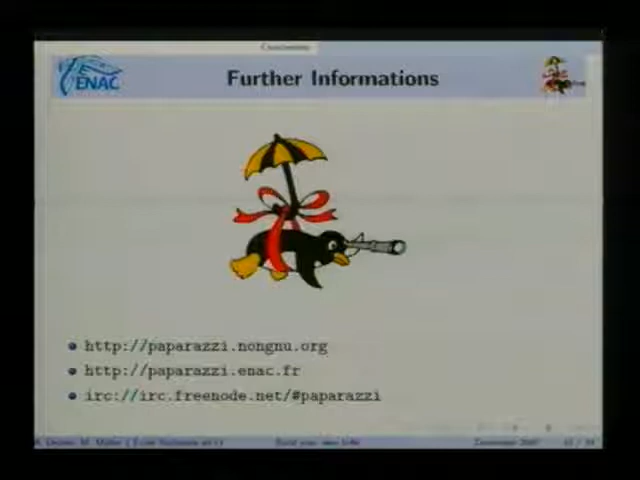 ENAC
Further Informations
http://paparazzi.nongnu.org
http://paparazzi.enac.fr
irc://irc.freenode.net/#paparazzi